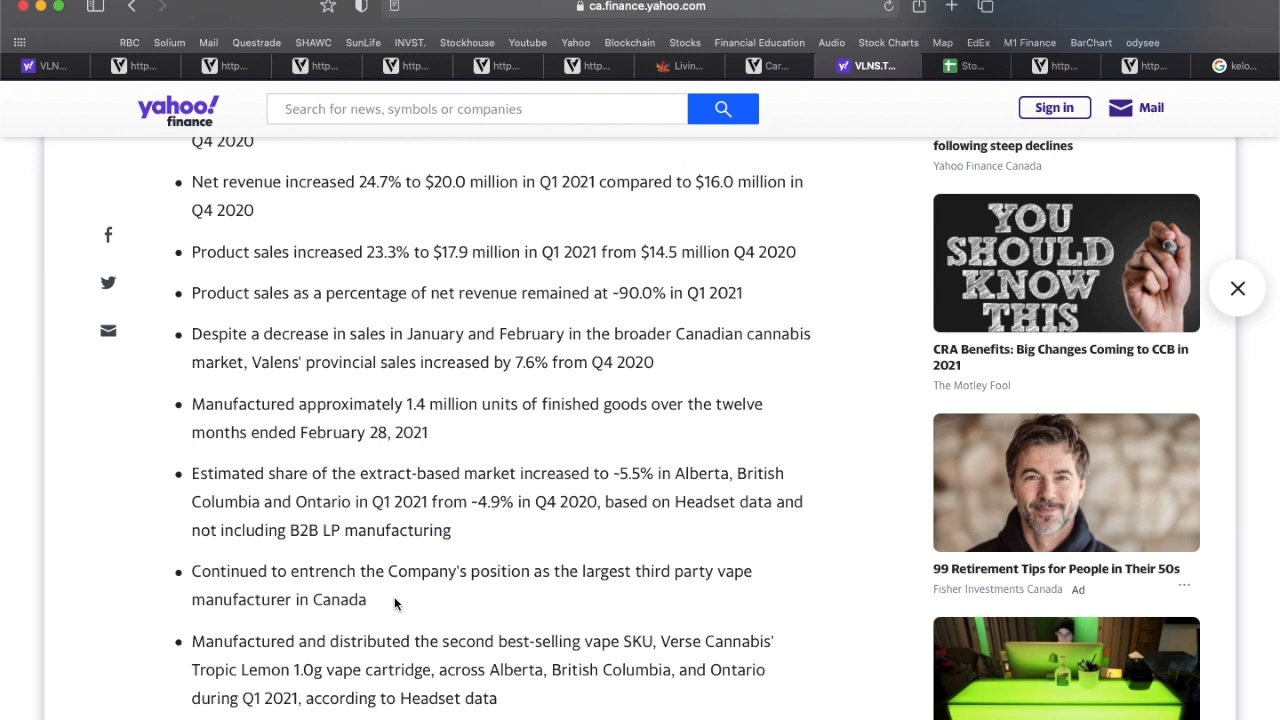 ca.finance.yahoo.com
RBC Solium Mail Questrade SHAWC SunLife INVST. Stockhouse Youtube Yahoo Blockchain Stocks Financial Education Audio Stock Charts Map EdEx M1 Finance BarChart odysee
VLN... http... http... http... http... http... http... Livin... Car... VLNS.T... Sto... http... http... kelo...
yahoo!
finance
Search for news, symbols or companies
Sign in
Mail
Q4 2020
• Net revenue increased 24.7% to $20.0 million in Q1 2021 compared to $16.0 million in
Q4 2020
• Product sales increased 23.3% to $17.9 million in Q1 2021 from $14.5 million Q4 2020
• Product sales as a percentage of net revenue remained at ~90.0% in Q1 2021
• Despite a decrease in sales in January and February in the broader Canadian cannabis
market, Valens' provincial sales increased by 7.6% from Q4 2020
• Manufactured approximately 1.4 million units of finished goods over the twelve
months ended February 28, 2021
• Estimated share of the extract-based market increased to ~5.5% in Alberta, British
Columbia and Ontario in Q1 2021 from ~4.9% in Q4 2020, based on Headset data and
not including B2B LP manufacturing
• Continued to entrench the Company's position as the largest third party vape
manufacturer in Canada
• Manufactured and distributed the second best-selling vape SKU, Verse Cannabis'
Tropic Lemon 1.0g vape cartridge, across Alberta, British Columbia, and Ontario
during Q1 2021, according to Headset data
following steep declines
Yahoo Finance Canada
YOU
SHOULD
KNOW
THIS
CRA Benefits: Big Changes Coming to CCB in
2021
The Motley Fool
99 Retirement Tips for People in Their 50s
Fisher Investments Canada Ad ...